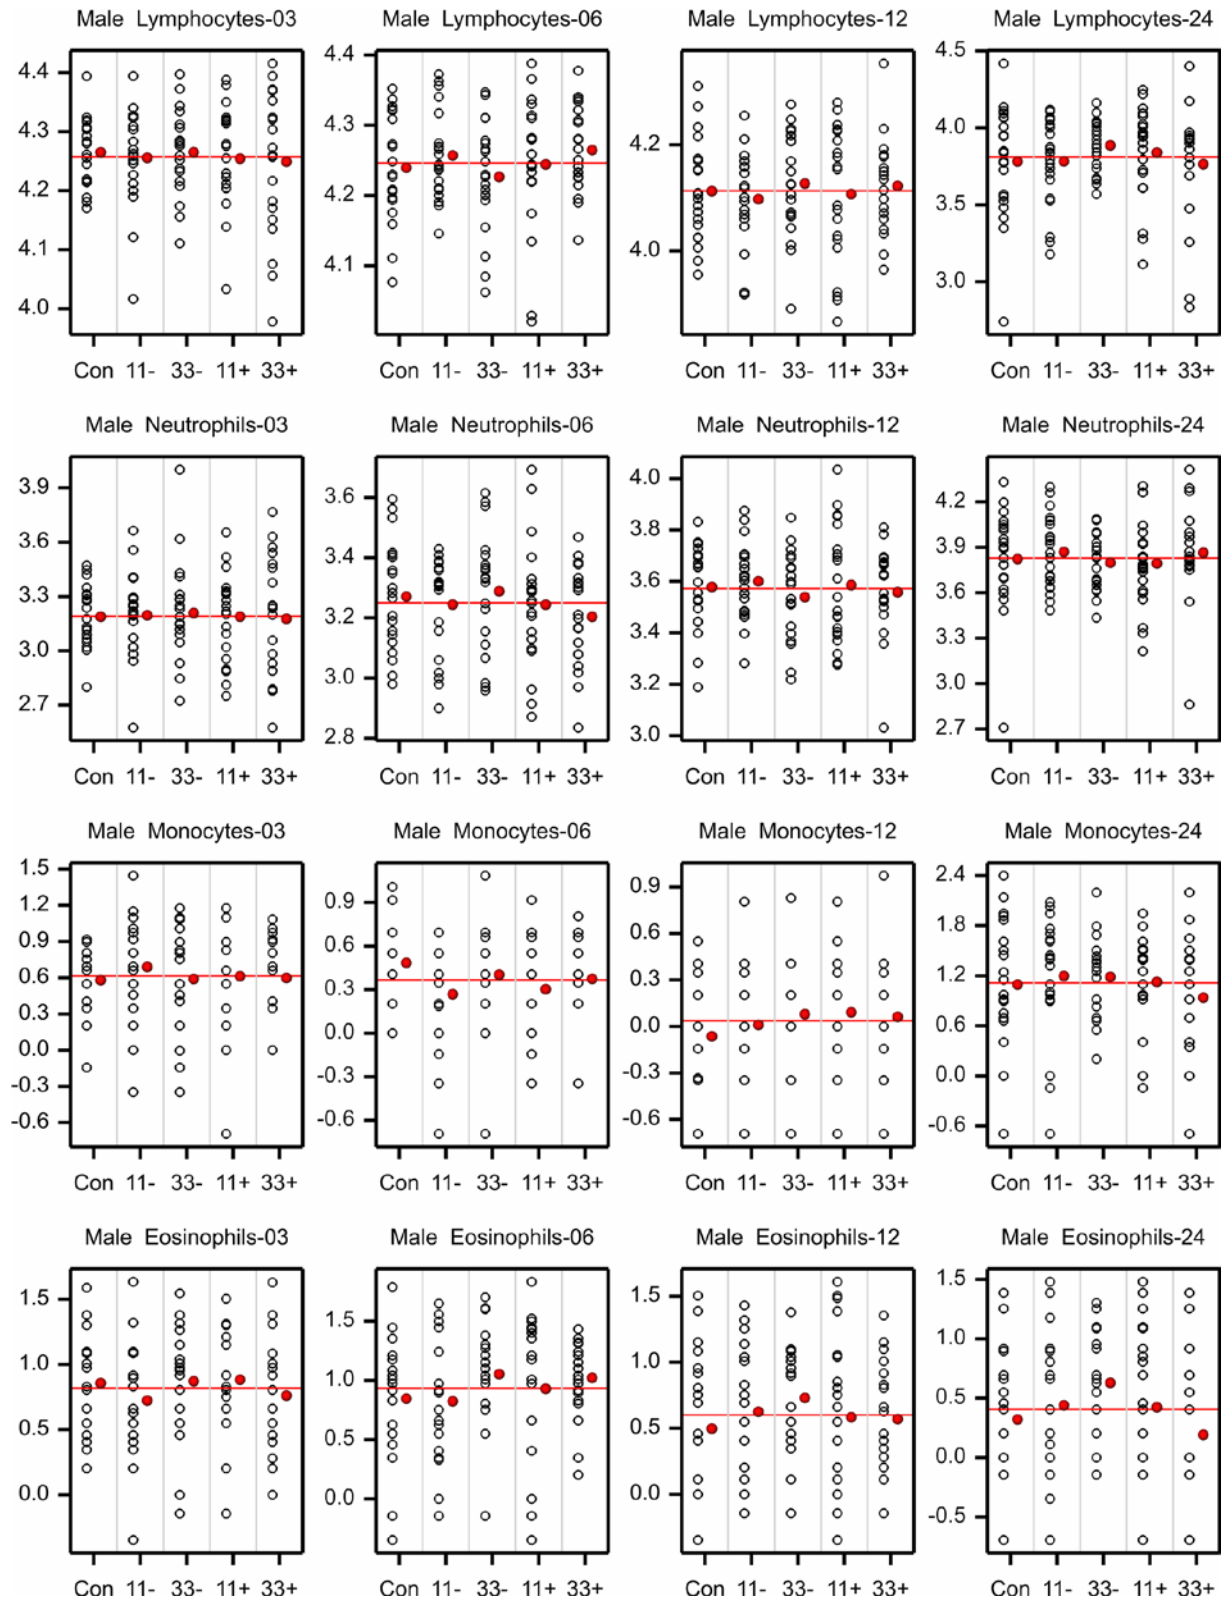 Male Lymphocytes-03 Male Lymphocytes-06 Male Lymphocytes-12 Male Lymphocytes-24
4.4 4.4 4.5
4.3 4.3 4.2 4.0
4.2 4.2
4.1 4.1 4.0 3.5
4.0 3.0
Con 11- 33- 11+ 33+ Con 11- 33- 11+ 33+ Con 11- 33- 11+ 33+ Con 11- 33- 11+ 33+
Male Neutrophils-03 Male Neutrophils-06 Male Neutrophils-12 Male Neutrophils-24
3.9 3.6 4.0 4.2
3.6 3.4 3.8 3.9
3.3 3.2 3.6 3.6
3.0 3.0 3.4 3.3
2.7 2.8 3.2 3.0
3.0 2.7
Con 11- 33- 11+ 33+ Con 11- 33- 11+ 33+ Con 11- 33- 11+ 33+ Con 11- 33- 11+ 33+
Male Monocytes-03 Male Monocytes-06 Male Monocytes-12 Male Monocytes-24
1.5 0.9 0.9 2.4
1.2 0.6 0.6 1.8
0.9 0.3 0.3 1.2
0.6 0.0 0.0 0.6
0.3 -0.3 -0.3 0.0
0.0 -0.6 -0.6 -0.6
-0.3
-0.6
Con 11- 33- 11+ 33+ Con 11- 33- 11+ 33+ Con 11- 33- 11+ 33+ Con 11- 33- 11+ 33+
Male Eosinophils-03 Male Eosinophils-06 Male Eosinophils-12 Male Eosinophils-24
1.5 1.5 1.5 1.5
1.0 1.0 1.0 1.0
0.5 0.5 0.5 0.5
0.0 0.0 0.0 0.0
-0.5
Con 11- 33- 11+ 33+ Con 11- 33- 11+ 33+ Con 11- 33- 11+ 33+ Con 11- 33- 11+ 33+